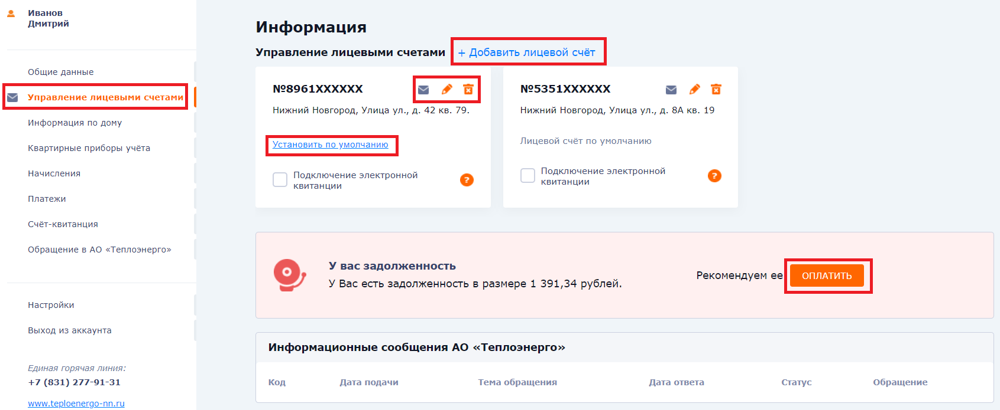 Иванов
Дмитрий
Общие данные
Управление лицевыми счетами
Информация по дому
Квартирные приборы учёта
Начисления
Платежи
Счёт-квитанция
Обращение в АО «Теплоэнерго»
Настройки
Выход из аккаунта
Единая горячая линия:
+7 (831) 277-91-31
www.teploenergo-nn.ru
Информация
Управление лицевыми счетами + Добавить лицевой счёт
№8961XXXXXX
Нижний Новгород, Улица ул., д. 42 кв. 79.
Установить по умолчанию
Подключение электронной
квитанции
?
№5351XXXXXX
Нижний Новгород, Улица ул., д. 8А кв. 19
Лицевой счёт по умолчанию
Подключение электронной
квитанции
?
У вас задолженность
У Вас есть задолженность в размере 1 391,34 рублей.
Рекомендуем ее ОПЛАТИТЬ
Информационные сообщения АО «Теплоэнерго»
Код Дата подачи Тема обращения Дата ответа Статус Обращение